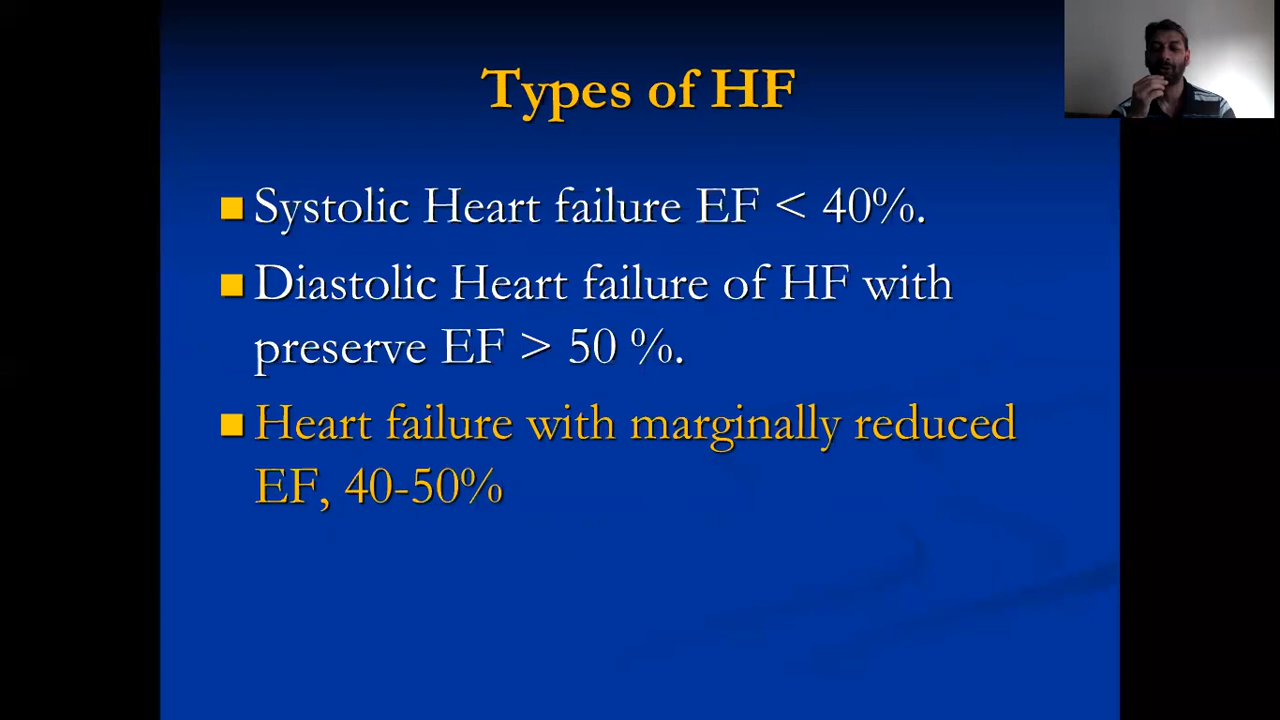 Types of HF
Systolic Heart failure EF < 40%.
Diastolic Heart failure of HF with
preserve EF > 50 %.
Heart failure with marginally reduced
EF, 40-50%